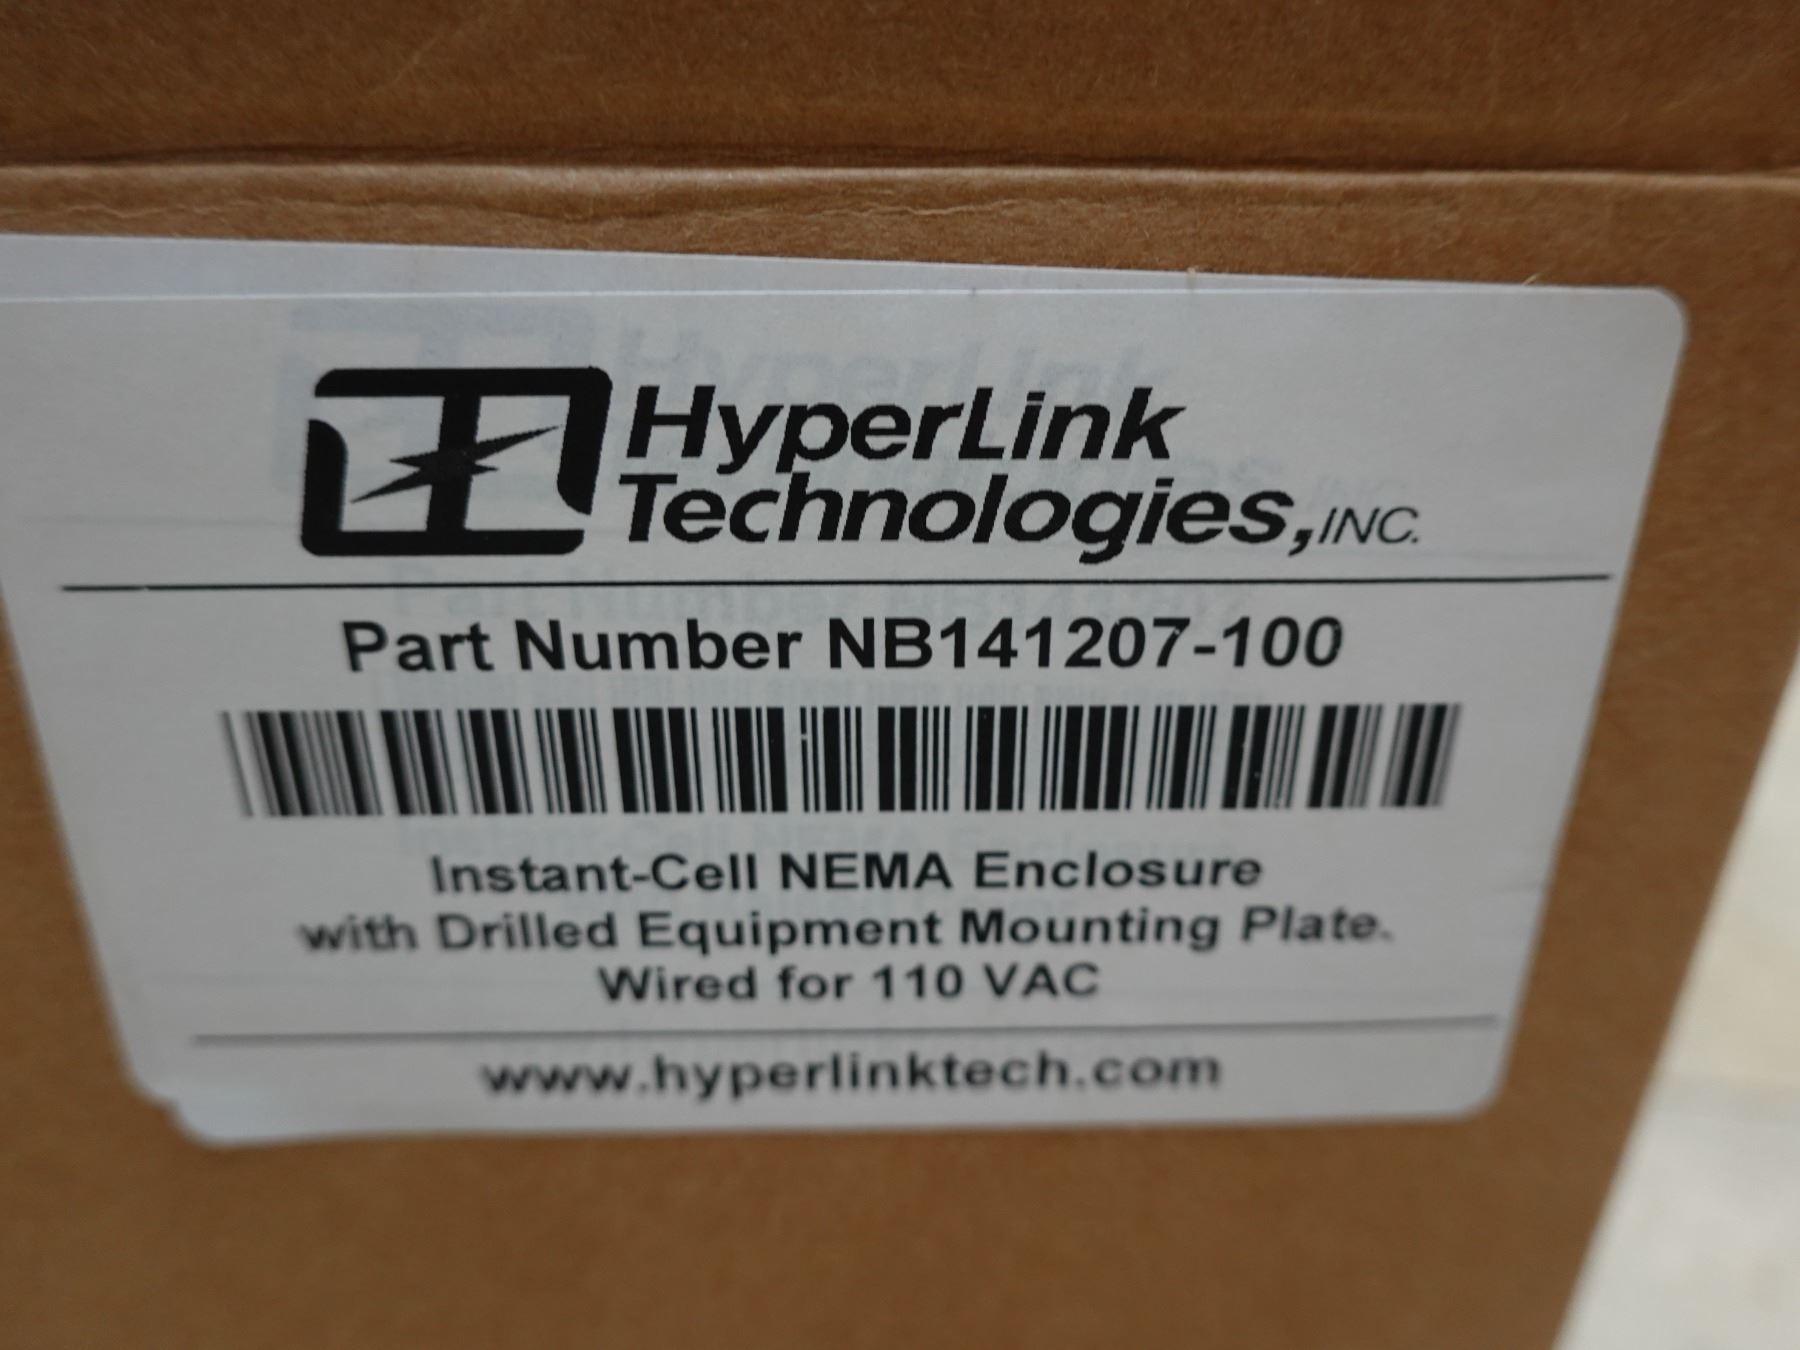 HyperLink
Technologies, INC.
Part Number NB141207-100
Instant-Cell NEMA Enclosure
with Drilled Equipment Mounting Plate.
Wired for 110 VAC
www.hyperlinktech.com